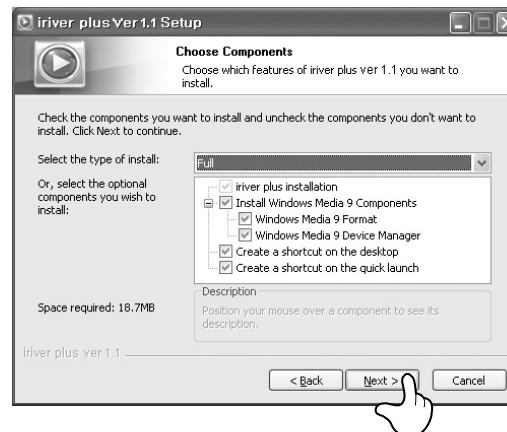 iriver plus Ver 1.1 Setup
Choose Components
Choose which features of iriver plus ver 1.1 you want to
install.
Check the components you want to install and uncheck the components you don't want to
install. Click Next to continue.
Select the type of install:
Full
Or, select the optional
components you wish to
install:
iriver plus installation
Install Windows Media 9 Components
Windows Media 9 Format
Windows Media 9 Device Manager
Create a shortcut on the desktop
Create a shortcut on the quick launch
Space required: 18.7MB
Description
Position your mouse over a component to see its
description.
iriver plus ver 1.1
< Back
Next >
Cancel